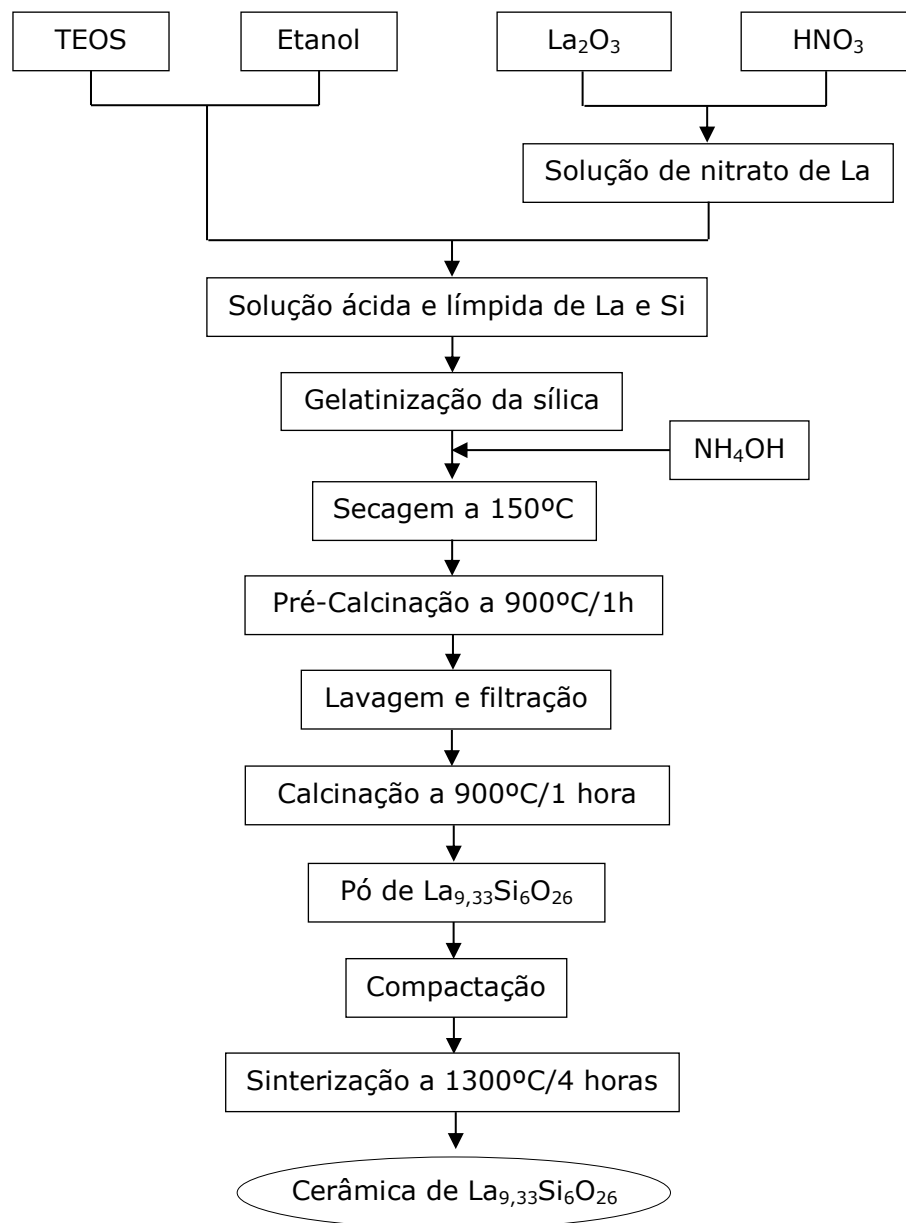 TEOS
Etanol
La₂O₃
HNO₃
Solução de nitrato de La
Solução ácida e límpida de La e Si
Gelatinização da sílica
NH₄OH
Secagem a 150ºC
Pré-Calcinação a 900ºC/1h
Lavagem e filtração
Calcinação a 900ºC/1 hora
Pó de La₉,₃₃Si₆O₂₆
Compactação
Sinterização a 1300ºC/4 horas
Cerâmica de La₉,₃₃Si₆O₂₆